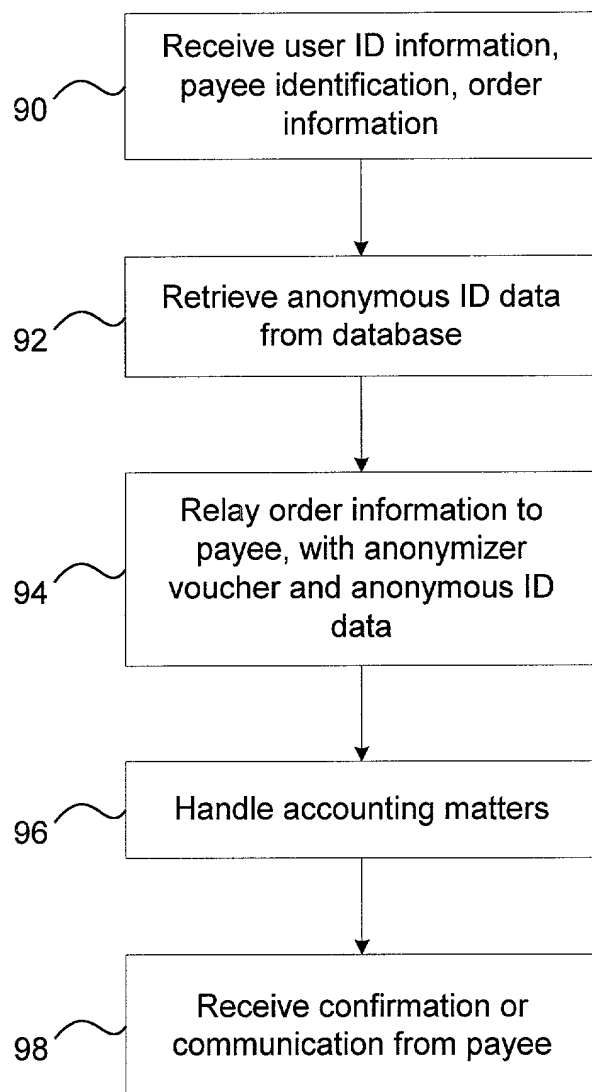 Receive user ID information,
payee identification, order
information
90
Retrieve anonymous ID data
from database
92
Relay order information to
payee, with anonymizer
voucher and anonymous ID
data
94
Handle accounting matters
96
Receive confirmation or
communication from payee
98